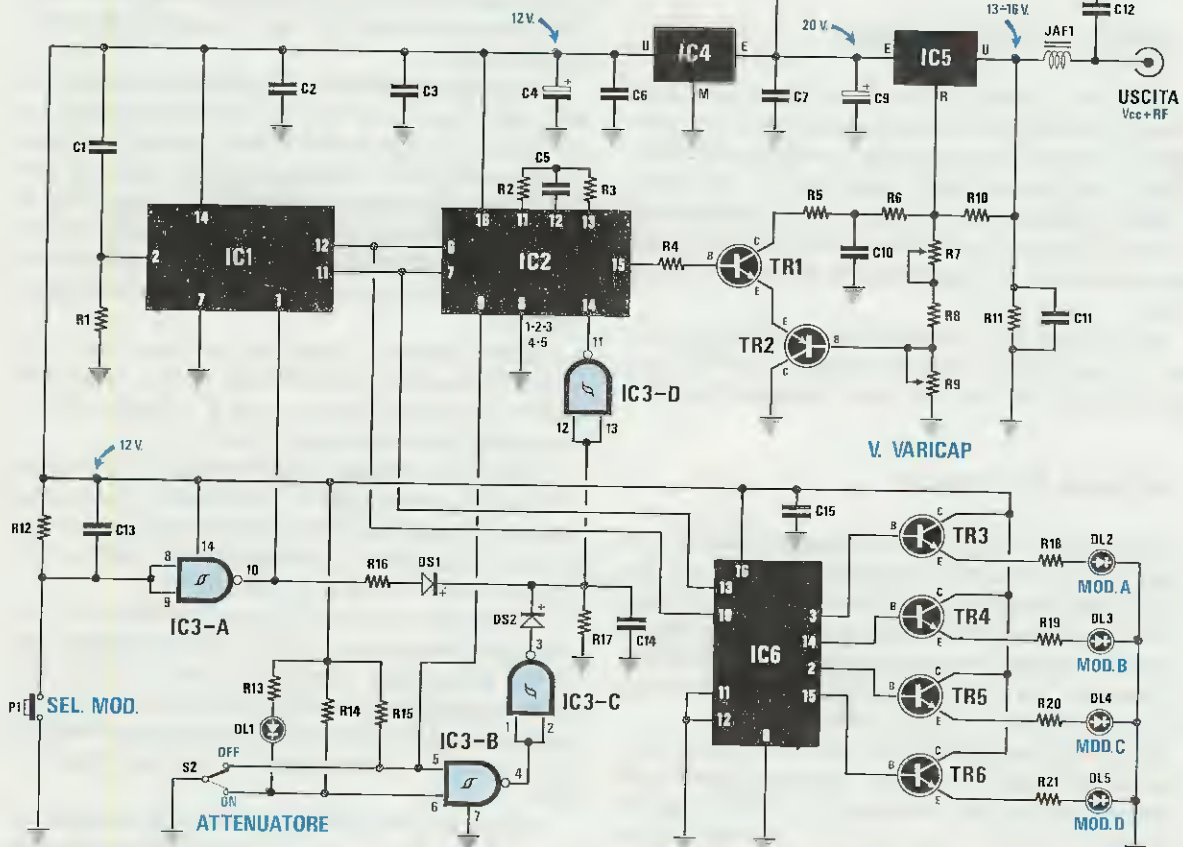 12 V.
20 V.
13-16 V.
C12
JAF1
U IC4 E
M
E IC5 U
R
USCITA
Vcc+RF
C2
C3
C4 +
C6
C7
C9 +
C1
R1
14
2 IC1 12
11
7 1
R2
C5
R3
16 11 12 13
6
7 IC2 15
9 8 14
1-2-3
4-5
R4
R5
R6
R10
C10
R7
R8
R9
R11
C11
B C E TR1
TR2 E B C
V. VARICAP
11
IC3-D
12 13
12 V.
R12
C13
8
9
14
10
IC3-A
R16
DS1
+
DS2
+
R17
C14
3
IC3-C
1 2
P1
SEL. MOD.
R13
DL1
R14
R15
S2
OFF
ON
ATTENUATORE
IC3-B
5
6
4
7
C15
16
13
10
IC6
3
14
2
15
11
12
8
B C E TR3
R18
DL2
MOD. A
B C E TR4
R19
DL3
MOD. B
B C E TR5
R20
DL4
MOD. C
B C E TR6
R21
DL5
MOD. D